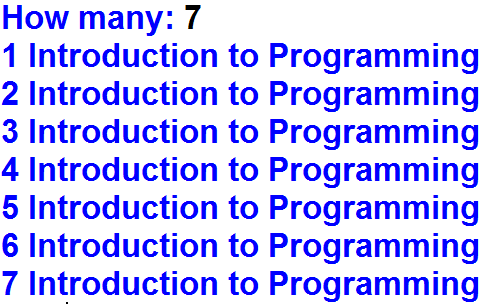 How many: 7
1 Introduction to Programming
2 Introduction to Programming
3 Introduction to Programming
4 Introduction to Programming
5 Introduction to Programming
6 Introduction to Programming
7 Introduction to Programming